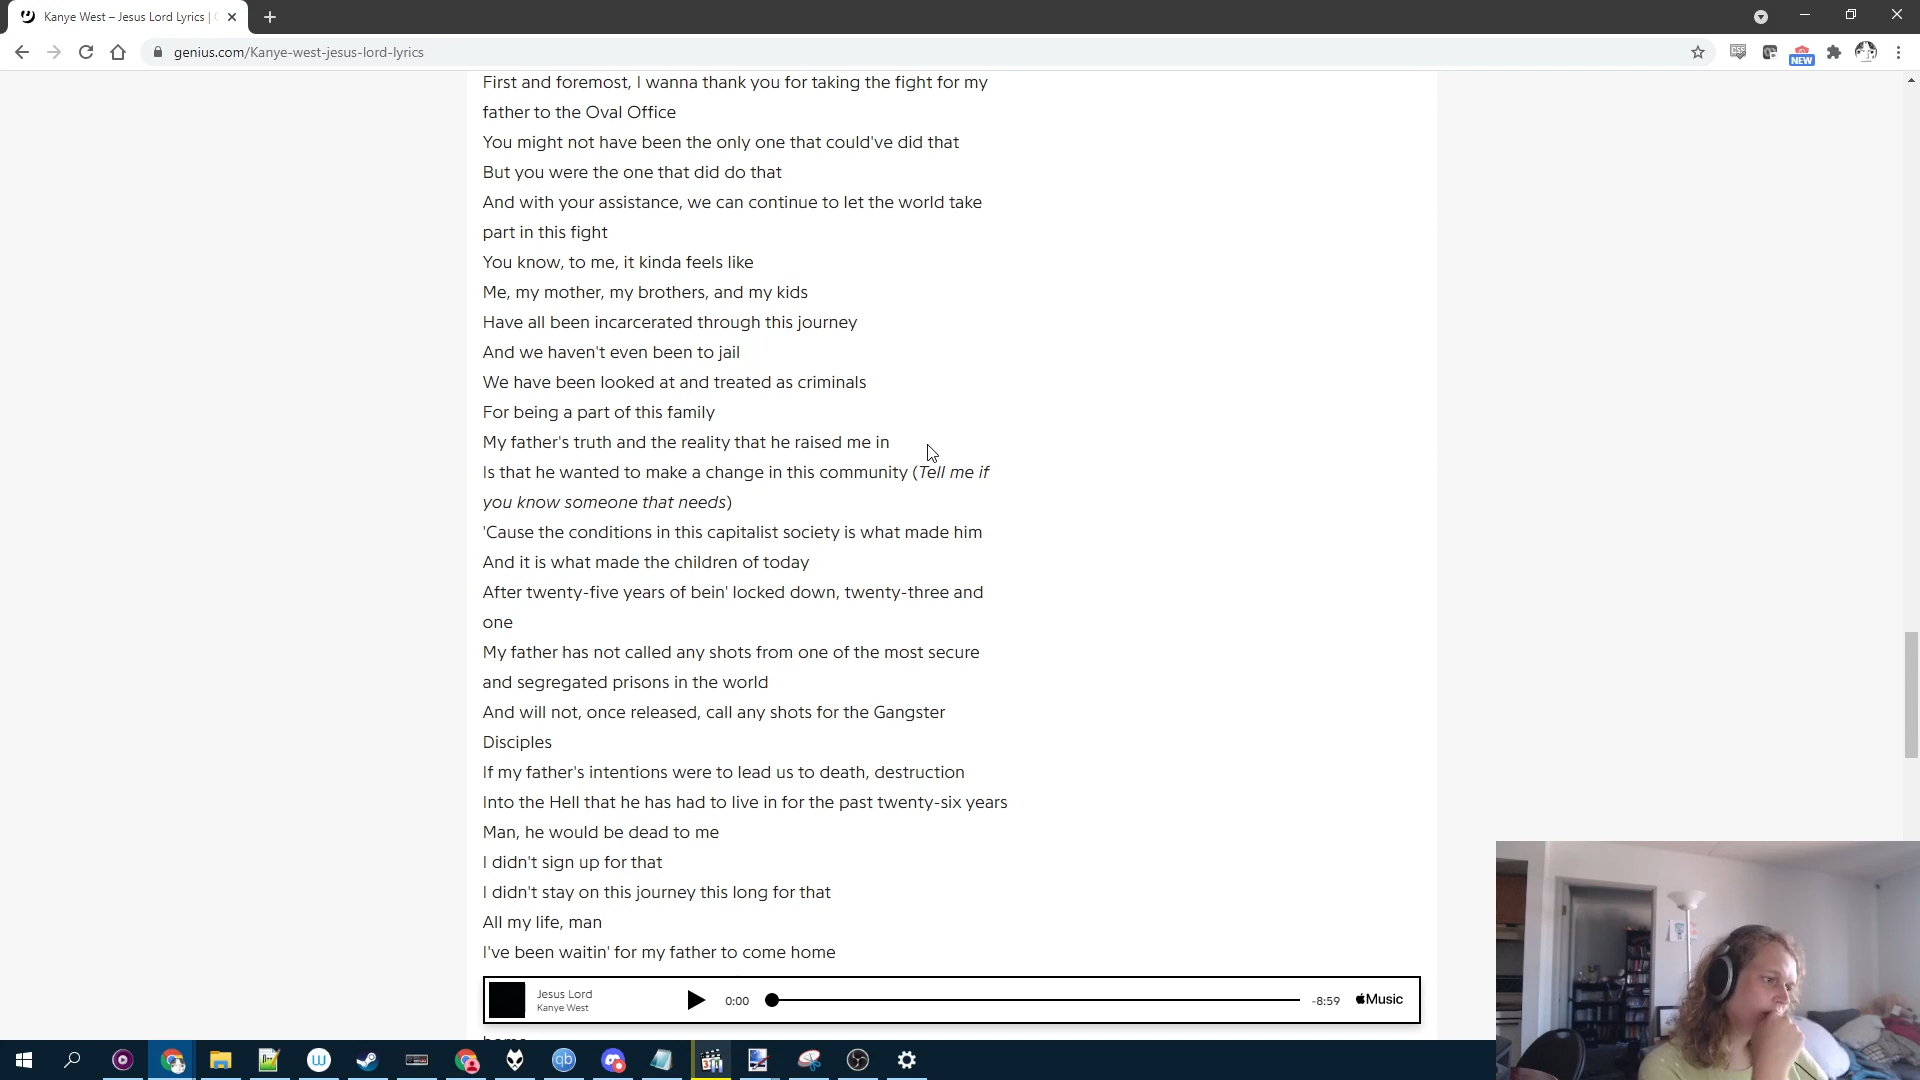 Kanye West – Jesus Lord Lyrics |
genius.com/Kanye-west-jesus-lord-lyrics
CSS
NEW
First and foremost, I wanna thank you for taking the fight for my
father to the Oval Office
You might not have been the only one that could've did that
But you were the one that did do that
And with your assistance, we can continue to let the world take
part in this fight
You know, to me, it kinda feels like
Me, my mother, my brothers, and my kids
Have all been incarcerated through this journey
And we haven't even been to jail
We have been looked at and treated as criminals
For being a part of this family
My father's truth and the reality that he raised me in
Is that he wanted to make a change in this community (Tell me if
you know someone that needs)
'Cause the conditions in this capitalist society is what made him
And it is what made the children of today
After twenty-five years of bein' locked down, twenty-three and
one
My father has not called any shots from one of the most secure
and segregated prisons in the world
And will not, once released, call any shots for the Gangster
Disciples
If my father's intentions were to lead us to death, destruction
Into the Hell that he has had to live in for the past twenty-six years
Man, he would be dead to me
I didn't sign up for that
I didn't stay on this journey this long for that
All my life, man
I've been waitin' for my father to come home
Jesus Lord
Kanye West
0:00
-8:59
Music
home
W
qb